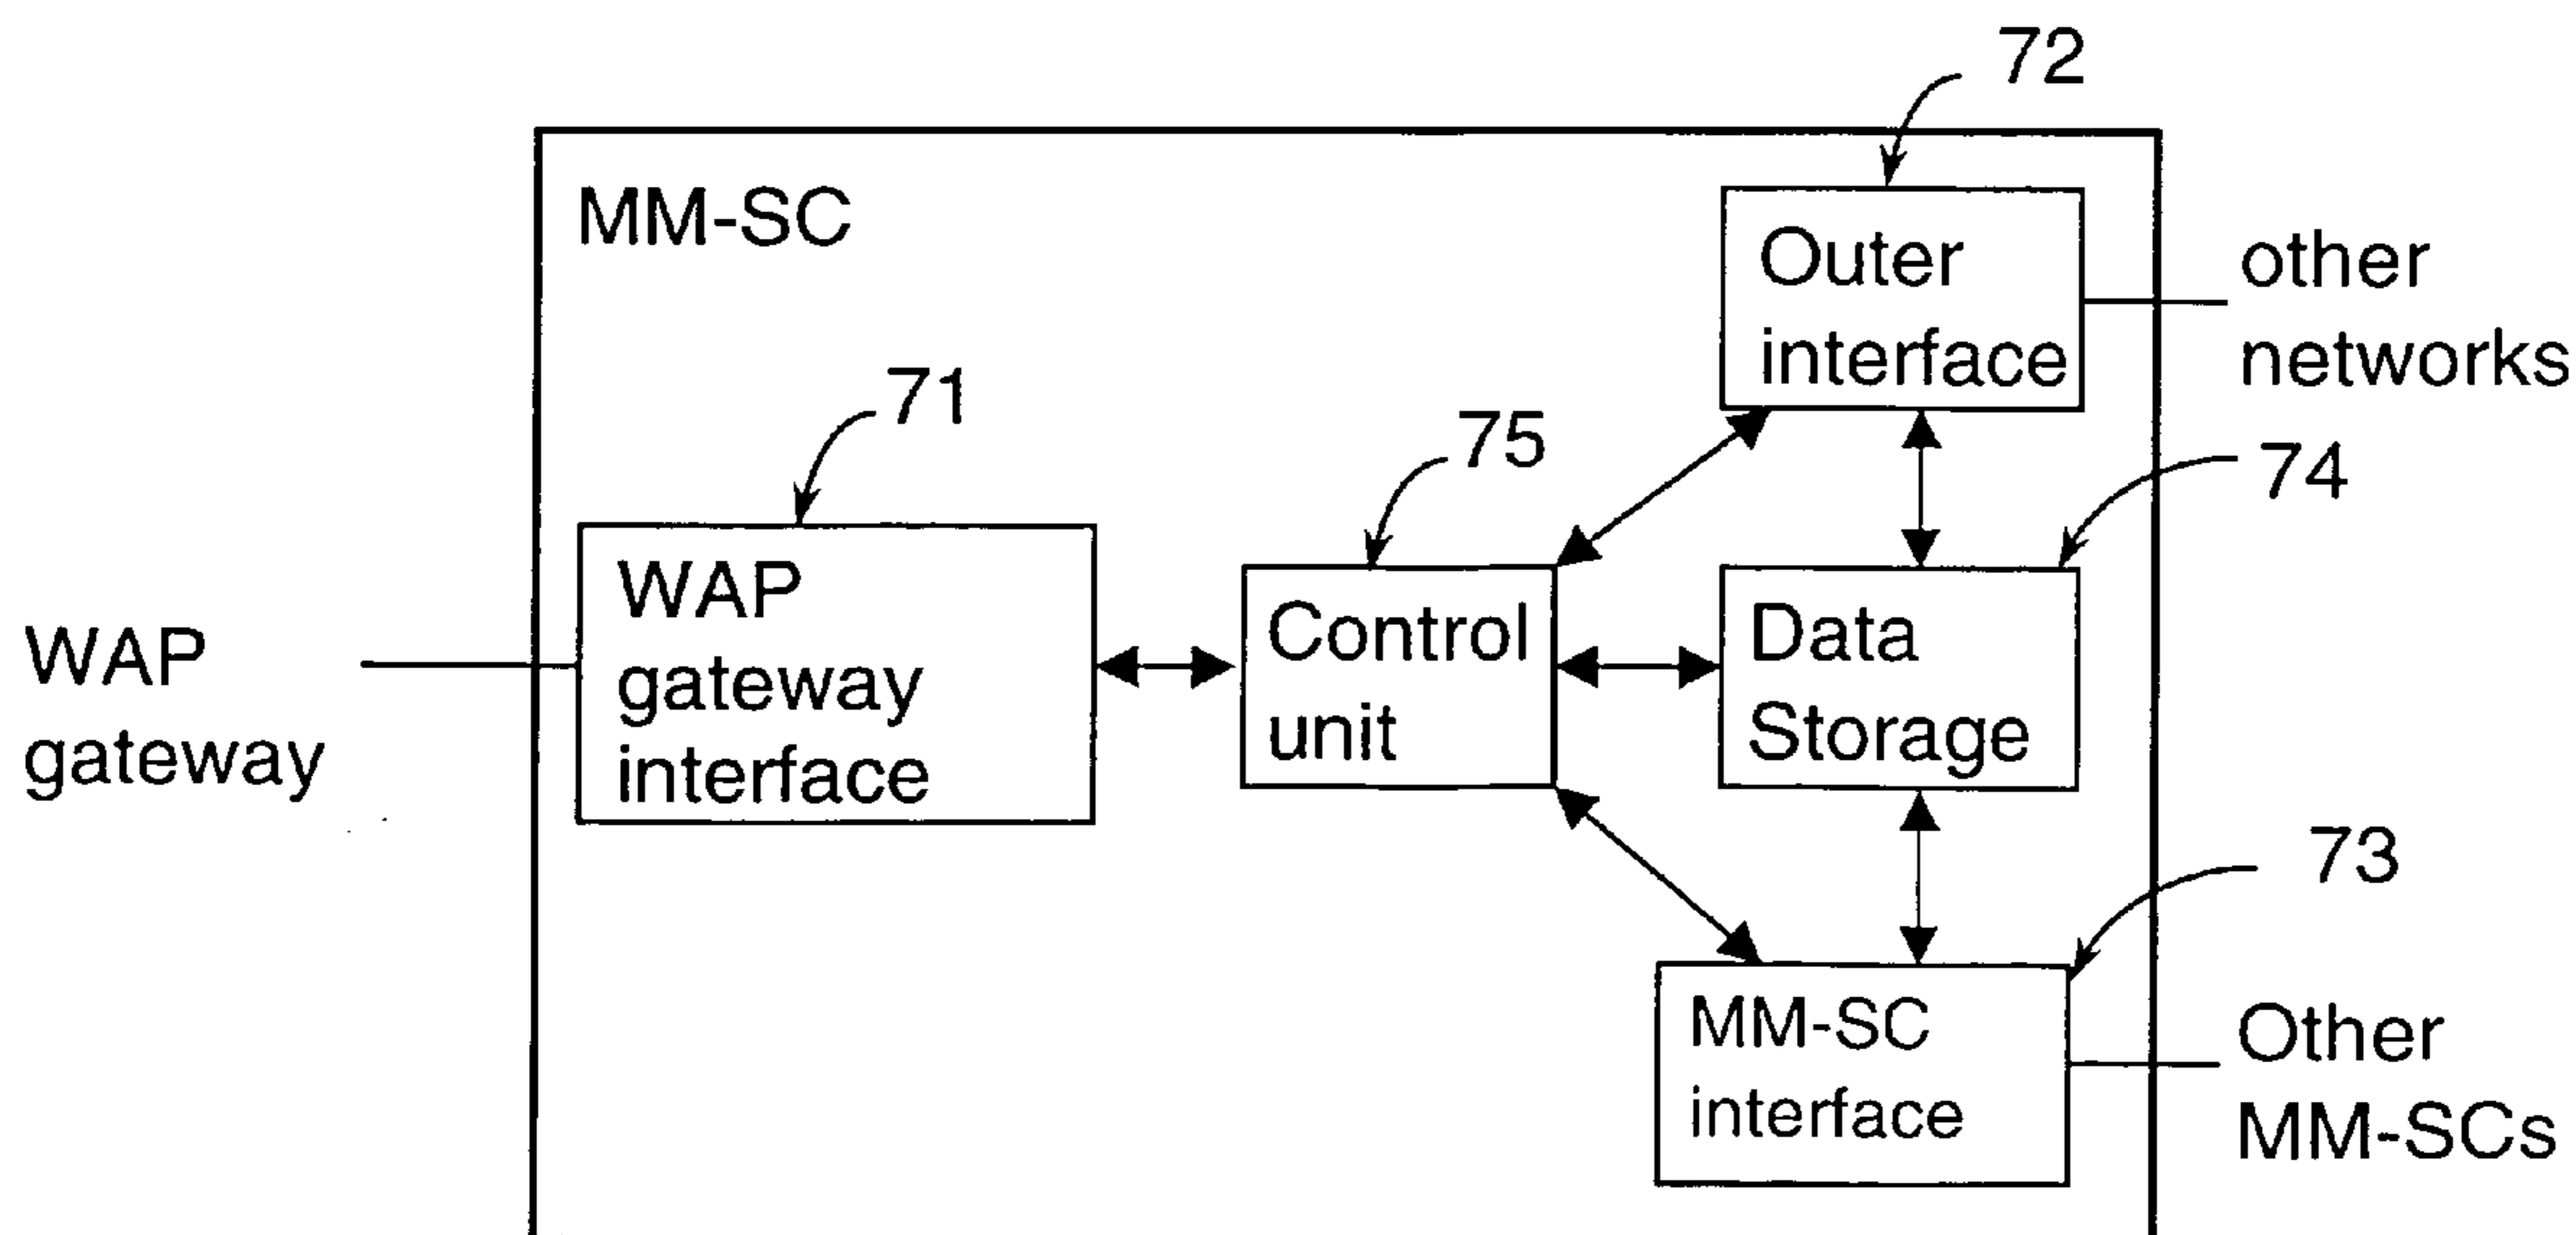 72
MM-SC
Outer
interface
other
networks
71
75
74
WAP
gateway
WAP
gateway
interface
Control
unit
Data
Storage
73
MM-SC
interface
Other
MM-SCs